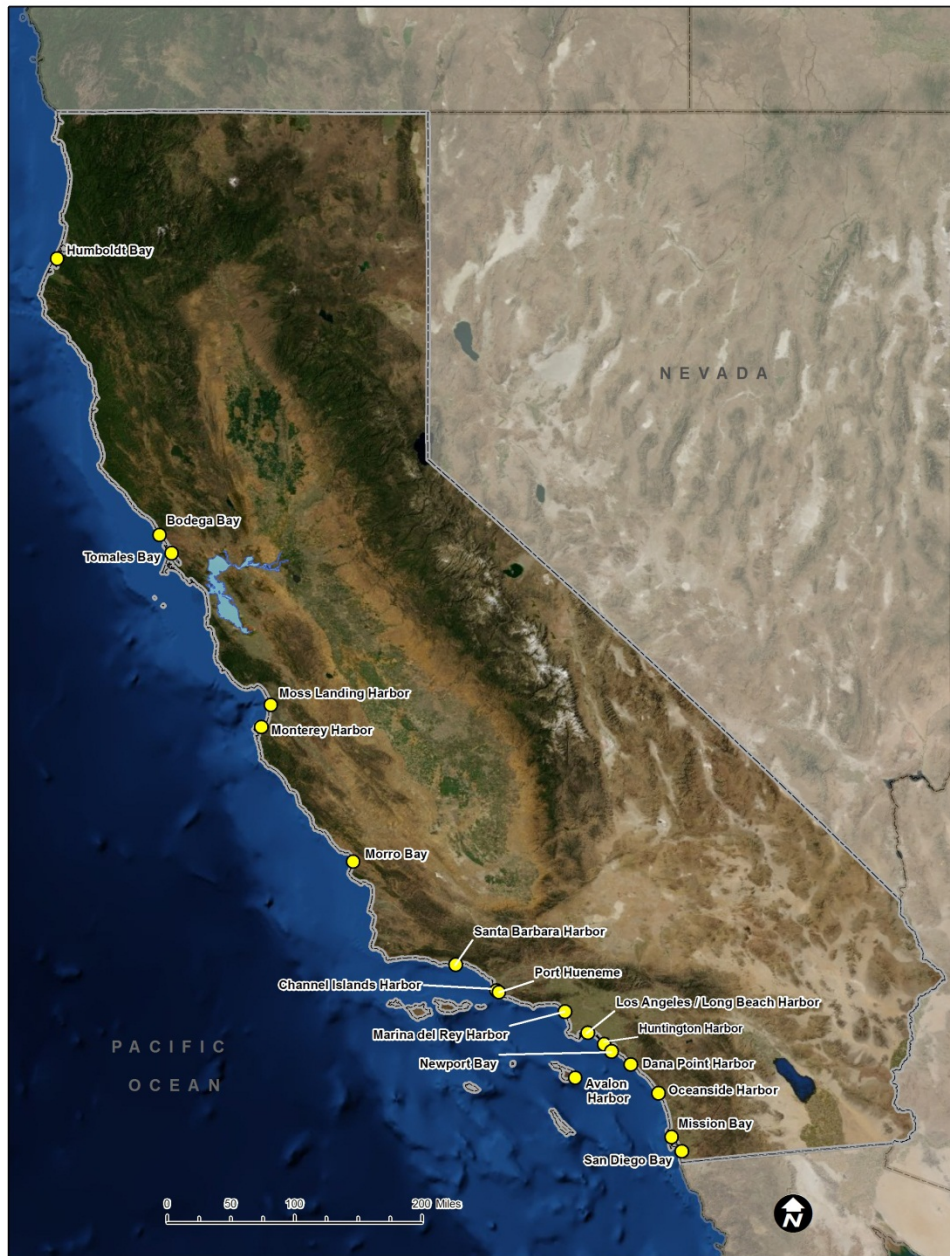 Humboldt Bay
NEVADA
Bodega Bay
Tomales Bay
Moss Landing Harbor
Monterey Harbor
Morro Bay
Santa Barbara Harbor
Port Hueneme
Channel Islands Harbor
Los Angeles / Long Beach Harbor
Huntington Harbor
Marina del Rey Harbor
Newport Bay
Dana Point Harbor
PACIFIC
OCEAN
Avalon
Harbor
Oceanside Harbor
Mission Bay
San Diego Bay
0 50 100 200 Miles
N